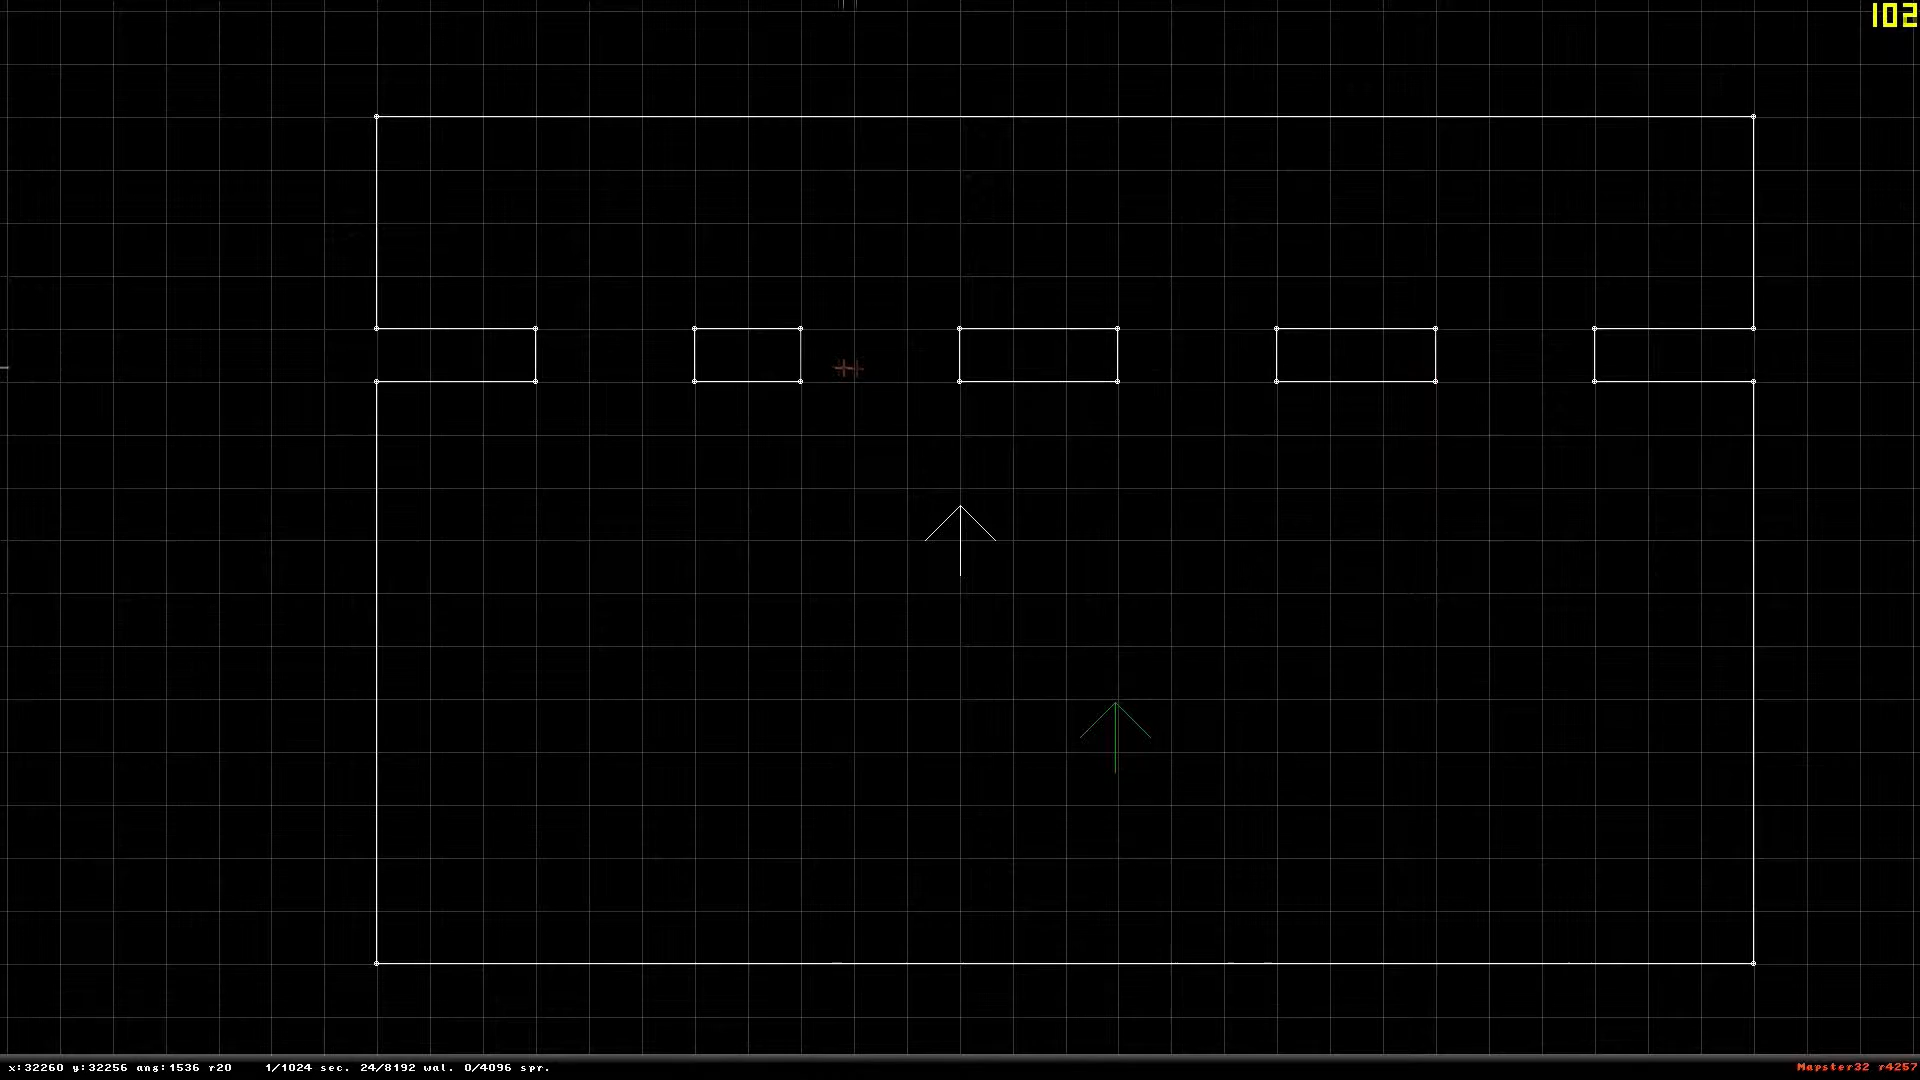 102
x:32260 y:32256 ang:1536 r20 1/1024 sec. 24/8192 wal. 0/4096 spr.
Mapster32 r4257